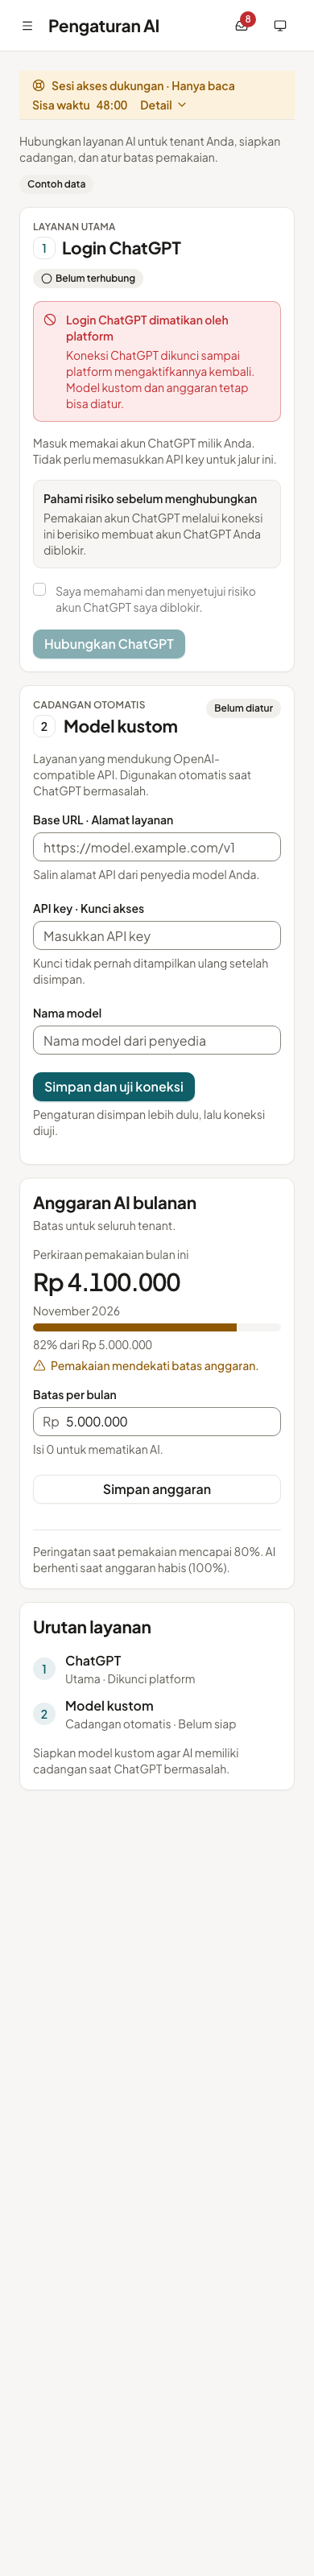 Pengaturan AI
8
Sesi akses dukungan · Hanya baca
Sisa waktu 48:00 Detail
Hubungkan layanan AI untuk tenant Anda, siapkan
cadangan, dan atur batas pemakaian.
Contoh data
LAYANAN UTAMA
1 Login ChatGPT
Belum terhubung
Login ChatGPT dimatikan oleh
platform
Koneksi ChatGPT dikunci sampai
platform mengaktifkannya kembali.
Model kustom dan anggaran tetap
bisa diatur.
Masuk memakai akun ChatGPT milik Anda.
Tidak perlu memasukkan API key untuk jalur ini.
Pahami risiko sebelum menghubungkan
Pemakaian akun ChatGPT melalui koneksi
ini berisiko membuat akun ChatGPT Anda
diblokir.
Saya memahami dan menyetujui risiko
akun ChatGPT saya diblokir.
Hubungkan ChatGPT
CADANGAN OTOMATIS
Belum diatur
2 Model kustom
Layanan yang mendukung OpenAI-
compatible API. Digunakan otomatis saat
ChatGPT bermasalah.
Base URL · Alamat layanan
https://model.example.com/v1
Salin alamat API dari penyedia model Anda.
API key · Kunci akses
Masukkan API key
Kunci tidak pernah ditampilkan ulang setelah
disimpan.
Nama model
Nama model dari penyedia
Simpan dan uji koneksi
Pengaturan disimpan lebih dulu, lalu koneksi
diuji.
Anggaran AI bulanan
Batas untuk seluruh tenant.
Perkiraan pemakaian bulan ini
Rp 4.100.000
November 2026
82% dari Rp 5.000.000
Pemakaian mendekati batas anggaran.
Batas per bulan
Rp 5.000.000
Isi 0 untuk mematikan AI.
Simpan anggaran
Peringatan saat pemakaian mencapai 80%. AI
berhenti saat anggaran habis (100%).
Urutan layanan
1 ChatGPT
Utama · Dikunci platform
2 Model kustom
Cadangan otomatis · Belum siap
Siapkan model kustom agar AI memiliki
cadangan saat ChatGPT bermasalah.